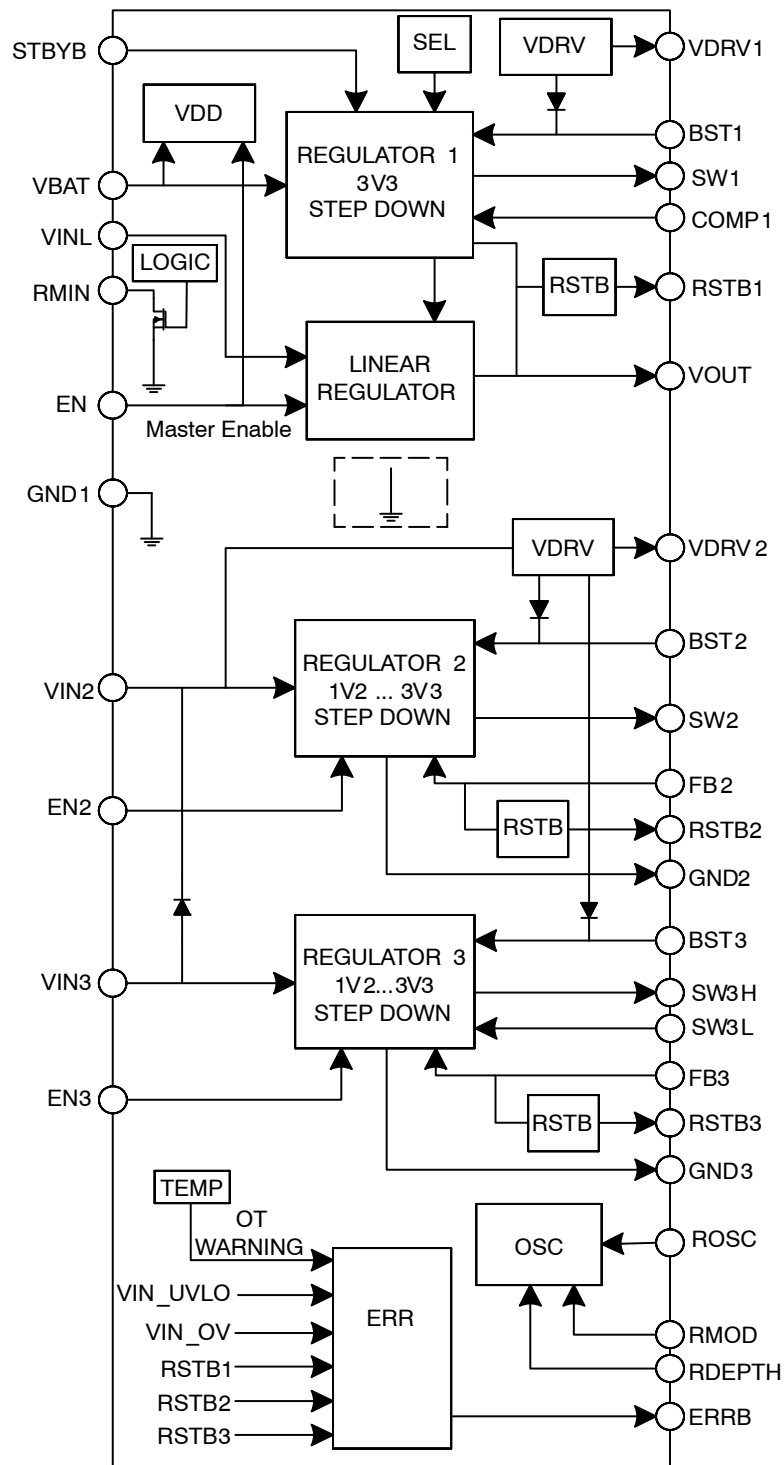 STBYB
SEL
VDRV
VDRV1
VDD
BST1
REGULATOR 1
3V3
STEP DOWN
VBAT
SW1
COMP1
VINL
LOGIC
RMIN
RSTB
RSTB1
LINEAR
REGULATOR
VOUT
EN
Master Enable
GND1
VDRV
VDRV2
REGULATOR 2
1V2 ... 3V3
STEP DOWN
BST2
VIN2
SW2
FB2
EN2
RSTB
RSTB2
GND2
REGULATOR 3
1V2...3V3
STEP DOWN
BST3
VIN3
SW3H
SW3L
FB3
EN3
RSTB
RSTB3
GND3
TEMP
OT
WARNING
OSC
ROSC
VIN_UVLO
ERR
VIN_OV
RMOD
RSTB1
RDEPTH
RSTB2
ERRB
RSTB3